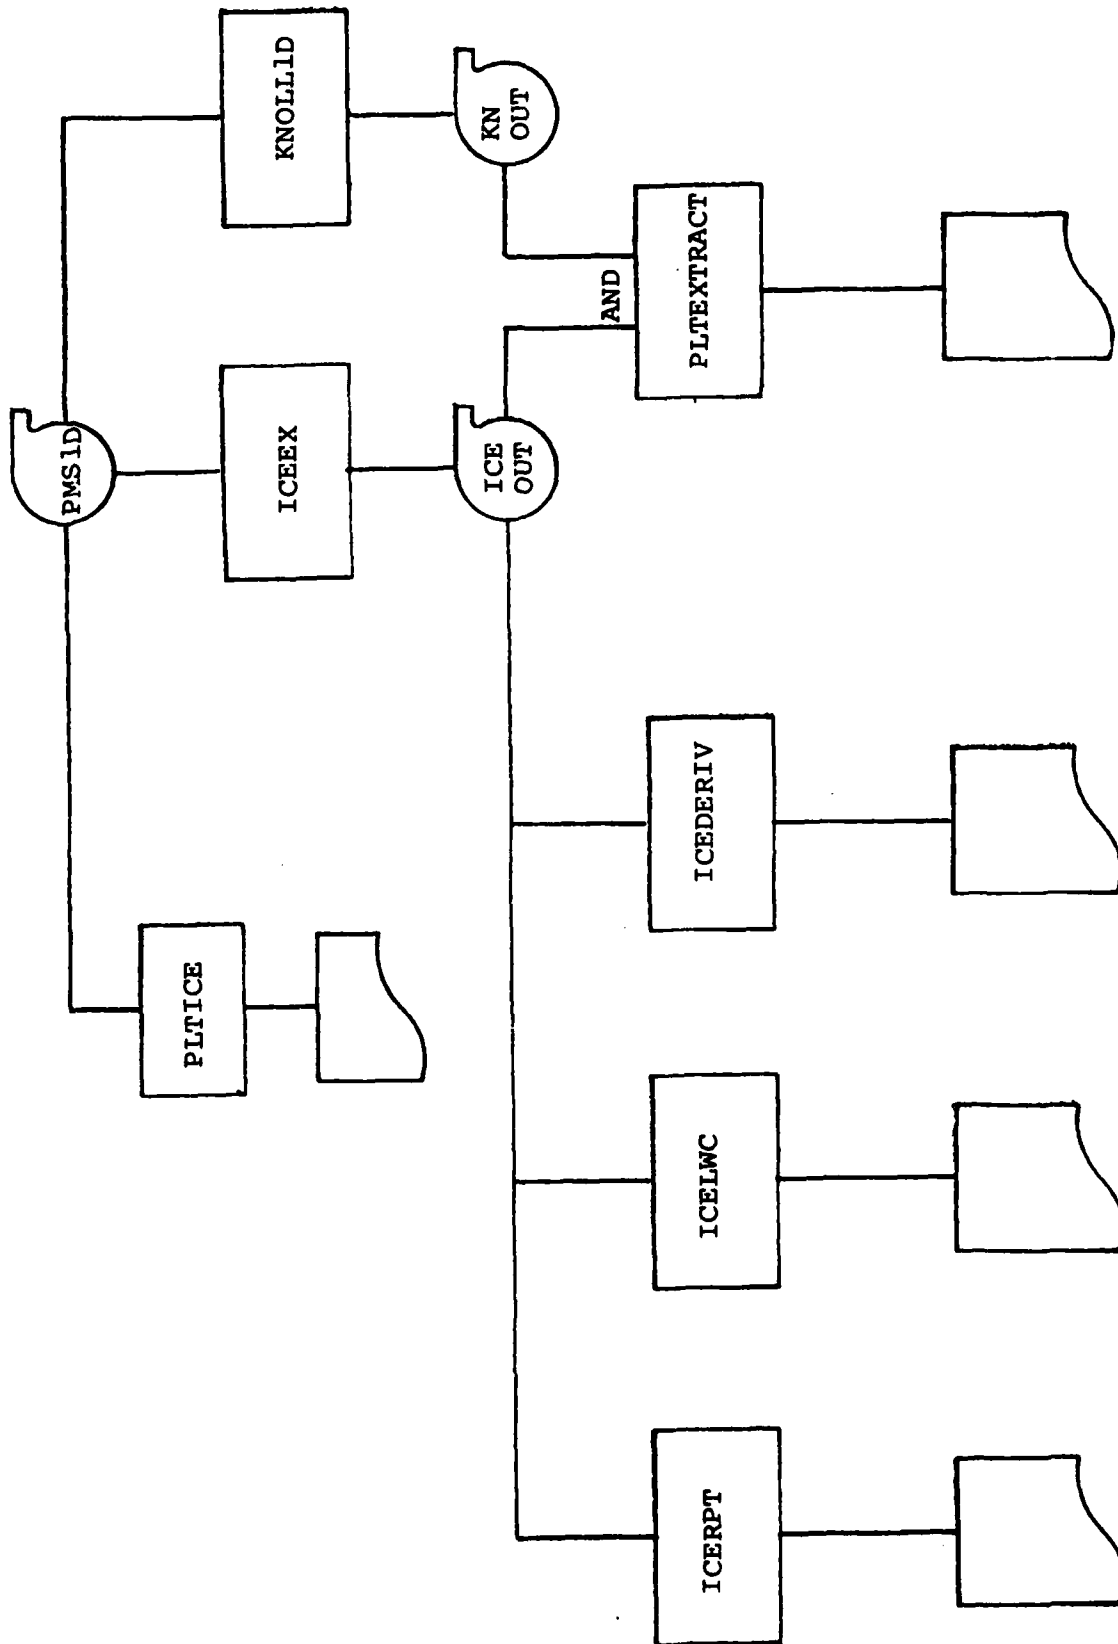 PMS1D
PLTICE
ICEEX
KNOLL1D
ICE
OUT
KN
OUT
AND
ICERPT
ICELWC
ICEDERIV
PLTEXTRACT